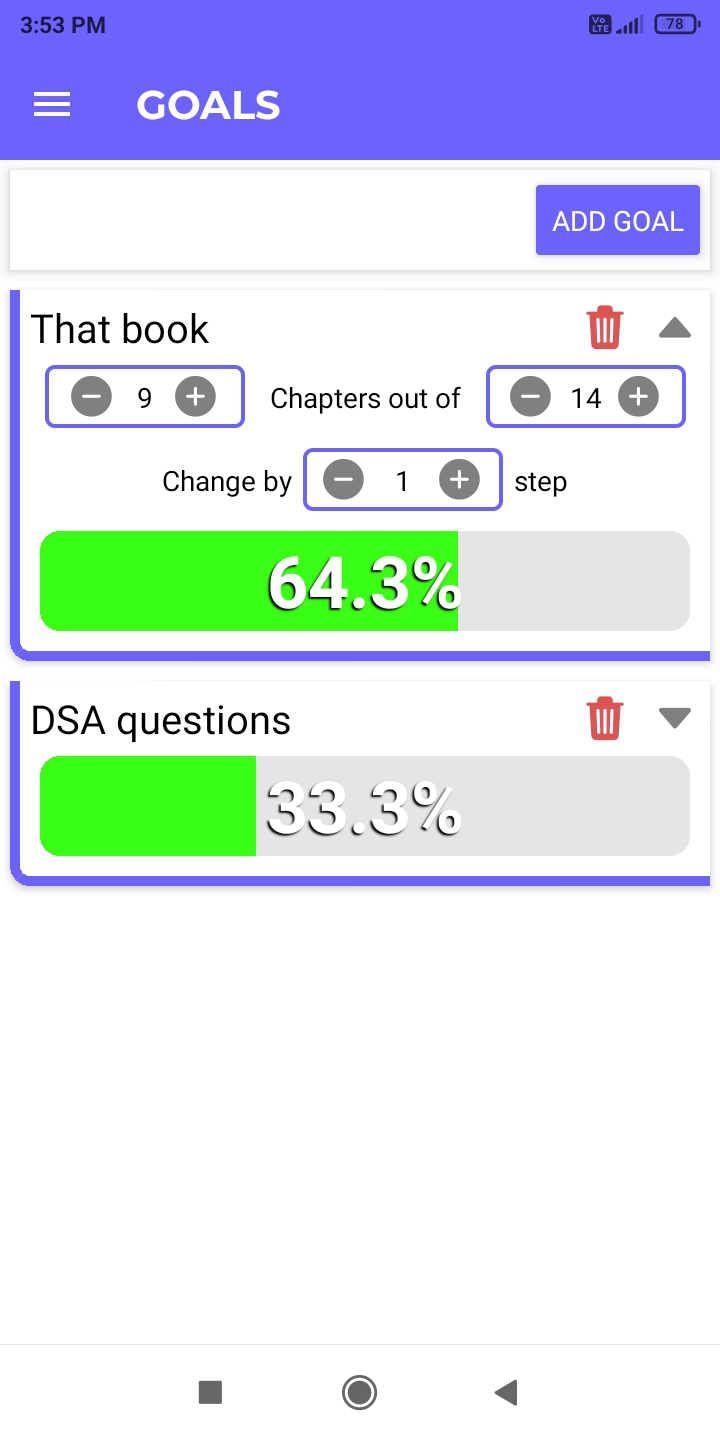 3:53 PM Vo LTE 78
GOALS
ADD GOAL
That book
9 Chapters out of 14
Change by 1 step
64.3%
DSA questions
33.3%